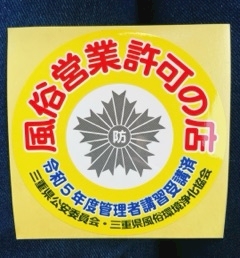 風俗営業許可の店
防
令和5年度管理者講習受講済
三重県公安委員会・三重県風俗環境浄化協会